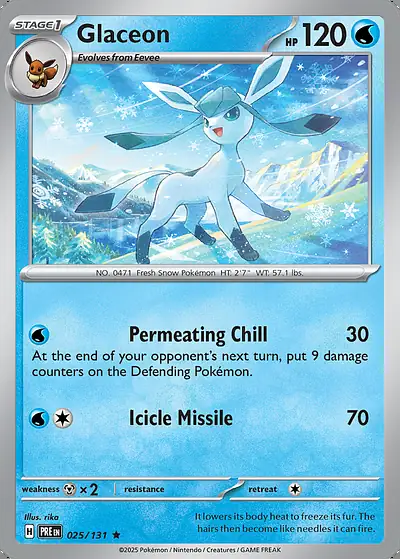 STAGE1
Glaceon
HP 120
Evolves from Eevee
NO. 0471 Fresh Snow Pokémon HT: 2'7" WT: 57.1 lbs.
Permeating Chill 30
At the end of your opponent's next turn, put 9 damage
counters on the Defending Pokémon.
Icicle Missile 70
weakness ×2 resistance retreat
Illus. rika
H PRE EN 025/131 ★
It lowers its body heat to freeze its fur. The
hairs then become like needles it can fire.
©2025 Pokémon / Nintendo / Creatures / GAME FREAK